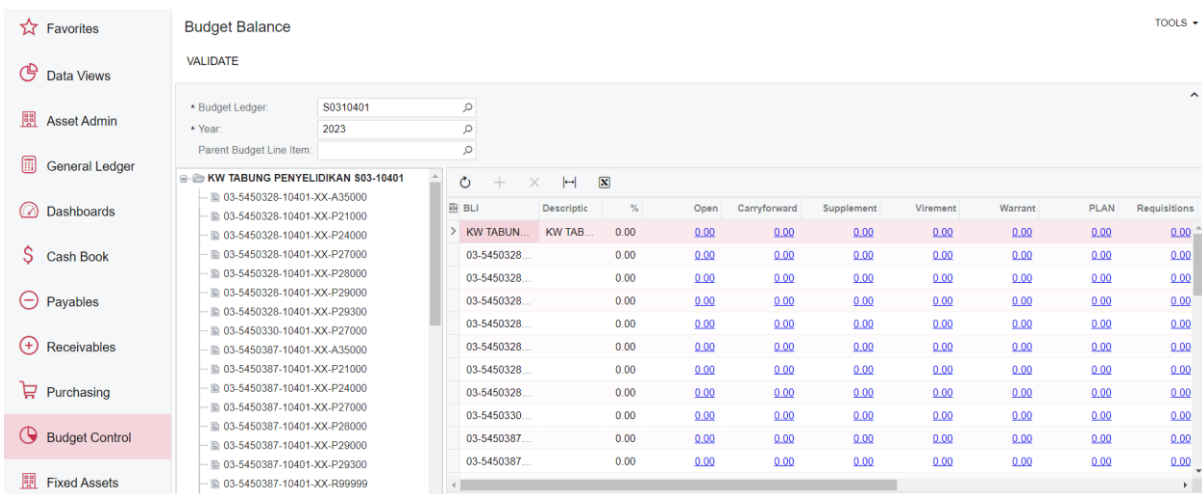 Favorites
Data Views
Asset Admin
General Ledger
Dashboards
Cash Book
Payables
Receivables
Purchasing
Budget Control
Fixed Assets
Budget Balance
TOOLS
VALIDATE
* Budget Ledger: S0310401
* Year: 2023
Parent Budget Line Item:
KW TABUNG PENYELIDIKAN S03-10401
03-5450328-10401-XX-A35000
03-5450328-10401-XX-P21000
03-5450328-10401-XX-P24000
03-5450328-10401-XX-P27000
03-5450328-10401-XX-P28000
03-5450328-10401-XX-P29000
03-5450328-10401-XX-P29300
03-5450330-10401-XX-P27000
03-5450387-10401-XX-A35000
03-5450387-10401-XX-P21000
03-5450387-10401-XX-P24000
03-5450387-10401-XX-P27000
03-5450387-10401-XX-P28000
03-5450387-10401-XX-P29000
03-5450387-10401-XX-P29300
03-5450387-10401-XX-R99999
BLI Descriptic % Open Carryforward Supplement Virement Warrant PLAN Requisitions
KW TABUN... KW TAB... 0.00 0.00 0.00 0.00 0.00 0.00 0.00 0.00
03-5450328... 0.00 0.00 0.00 0.00 0.00 0.00 0.00 0.00
03-5450328... 0.00 0.00 0.00 0.00 0.00 0.00 0.00 0.00
03-5450328... 0.00 0.00 0.00 0.00 0.00 0.00 0.00 0.00
03-5450328... 0.00 0.00 0.00 0.00 0.00 0.00 0.00 0.00
03-5450328... 0.00 0.00 0.00 0.00 0.00 0.00 0.00 0.00
03-5450328... 0.00 0.00 0.00 0.00 0.00 0.00 0.00 0.00
03-5450328... 0.00 0.00 0.00 0.00 0.00 0.00 0.00 0.00
03-5450330... 0.00 0.00 0.00 0.00 0.00 0.00 0.00 0.00
03-5450387... 0.00 0.00 0.00 0.00 0.00 0.00 0.00 0.00
03-5450387... 0.00 0.00 0.00 0.00 0.00 0.00 0.00 0.00